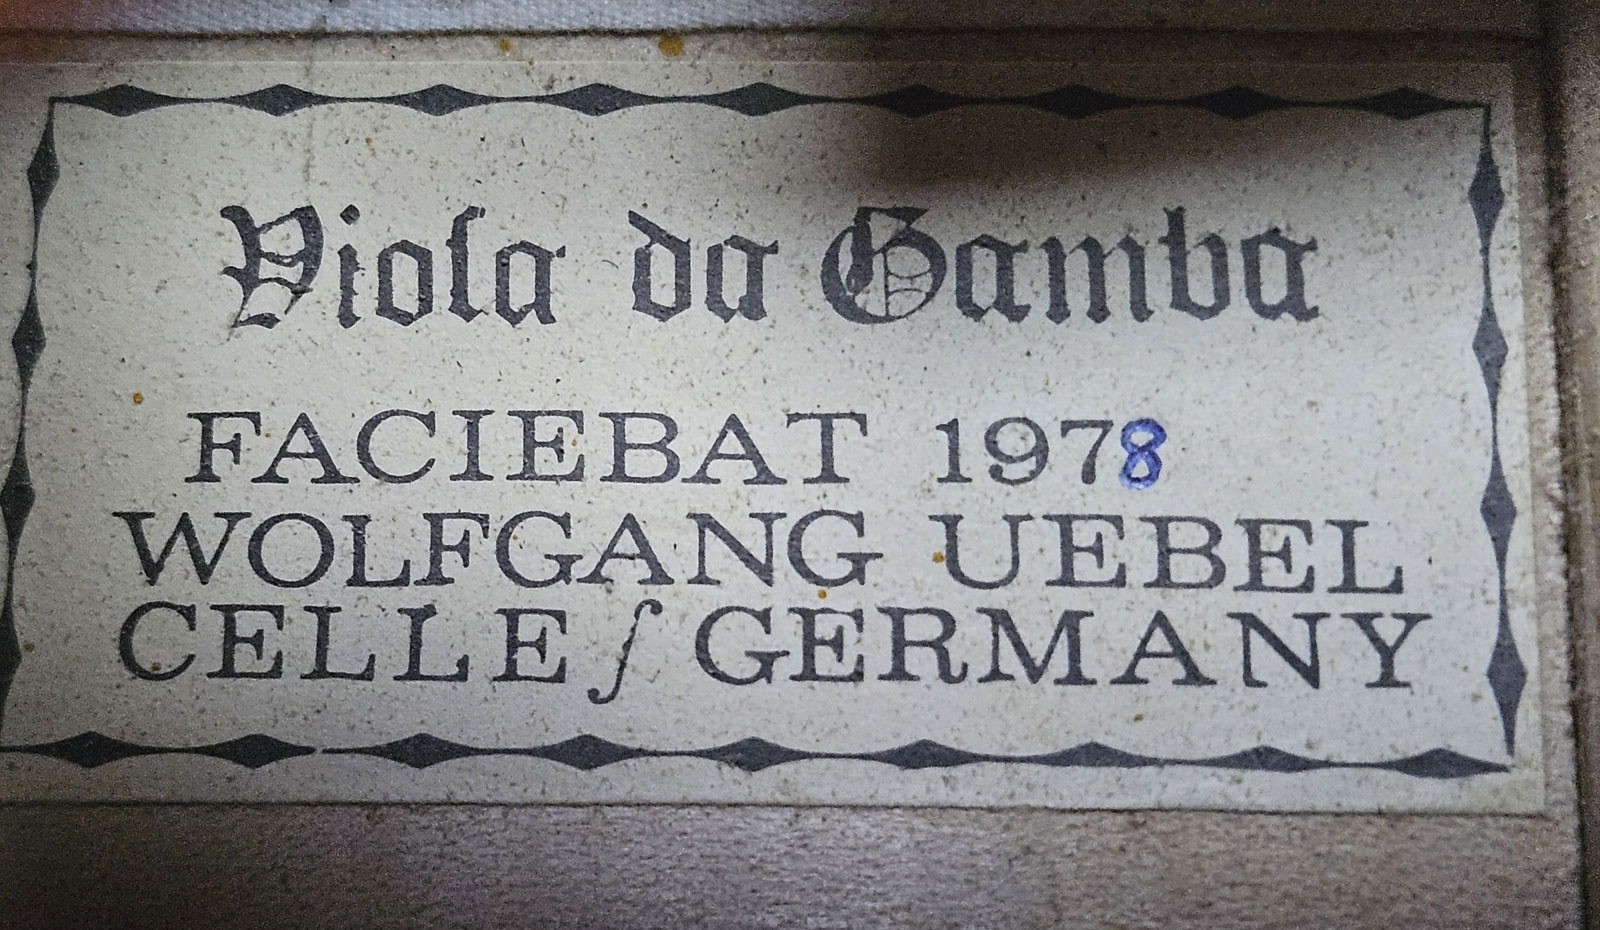 Viola da Gamba
FACIEBAT 1978
WOLFGANG UEBEL
CELLE ʃ GERMANY